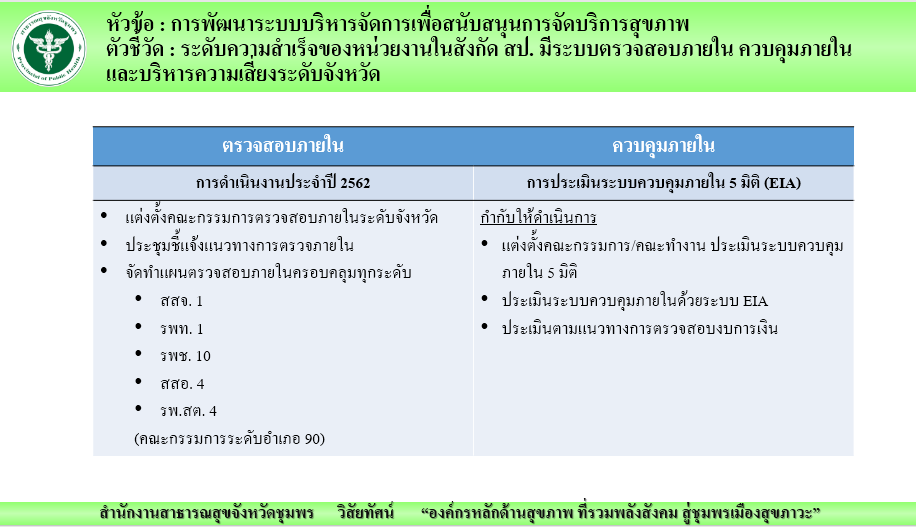 หัวข้อ : การพัฒนาระบบบริหารจัดการเพื่อสนับสนุนการจัดบริการสุขภาพ
ตัวชี้วัด : ระดับความสำเร็จของหน่วยงานในสังกัด สป. มีระบบตรวจสอบภายใน ควบคุมภายใน
และบริหารความเสี่ยงระดับจังหวัด
ตรวจสอบภายใน
การดำเนินงานประจำปี 2562
• แต่งตั้งคณะกรรมการตรวจสอบภายในระดับจังหวัด
• ประชุมชี้แจ้งแนวทางการตรวจภายใน
• จัดทำแผนตรวจสอบภายในครอบคลุมทุกระดับ
• สสจ. 1
• รพท. 1
• รพช. 10
• สสอ. 4
• รพ.สต. 4
(คณะกรรมการระดับอำเภอ 90)
ควบคุมภายใน
การประเมินระบบควบคุมภายใน 5 มิติ (EIA)
กำกับให้ดำเนินการ
• แต่งตั้งคณะกรรมการ/คณะทำงาน ประเมินระบบควบคุม
ภายใน 5 มิติ
• ประเมินระบบควบคุมภายในด้วยระบบ EIA
• ประเมินตามแนวทางการตรวจสอบงบการเงิน
สำนักงานสาธารณสุขจังหวัดชุมพร วิสัยทัศน์ “องค์กรหลักด้านสุขภาพ ที่รวมพลังสังคม สู่ชุมพรเมืองสุขภาวะ”